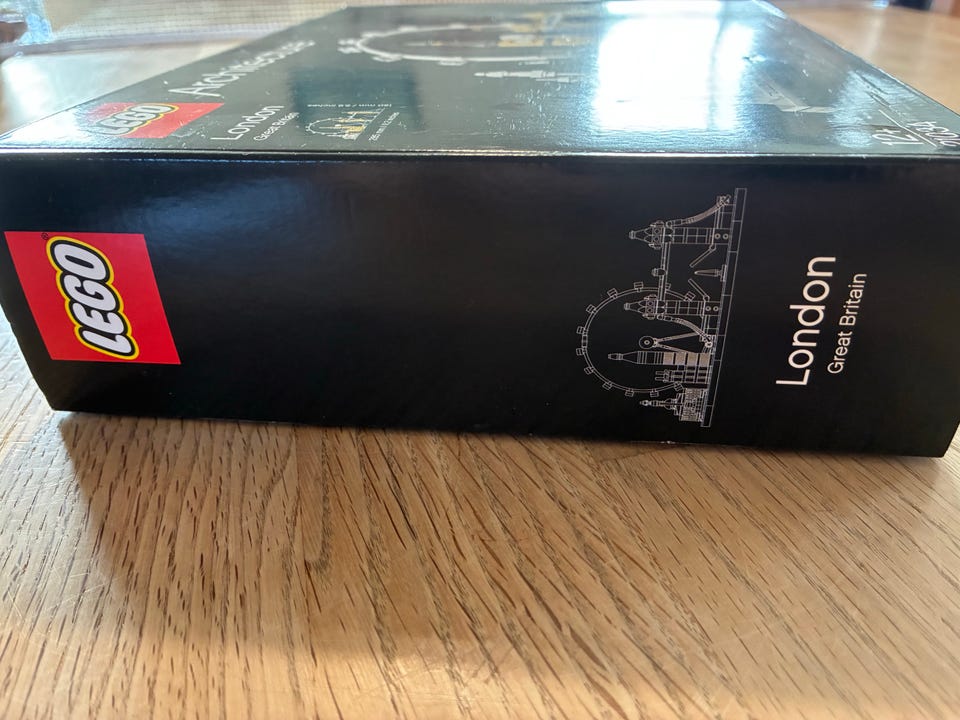 LEGO
Architecture
London
Great Britain
LEGO
®
London
Great Britain
12+